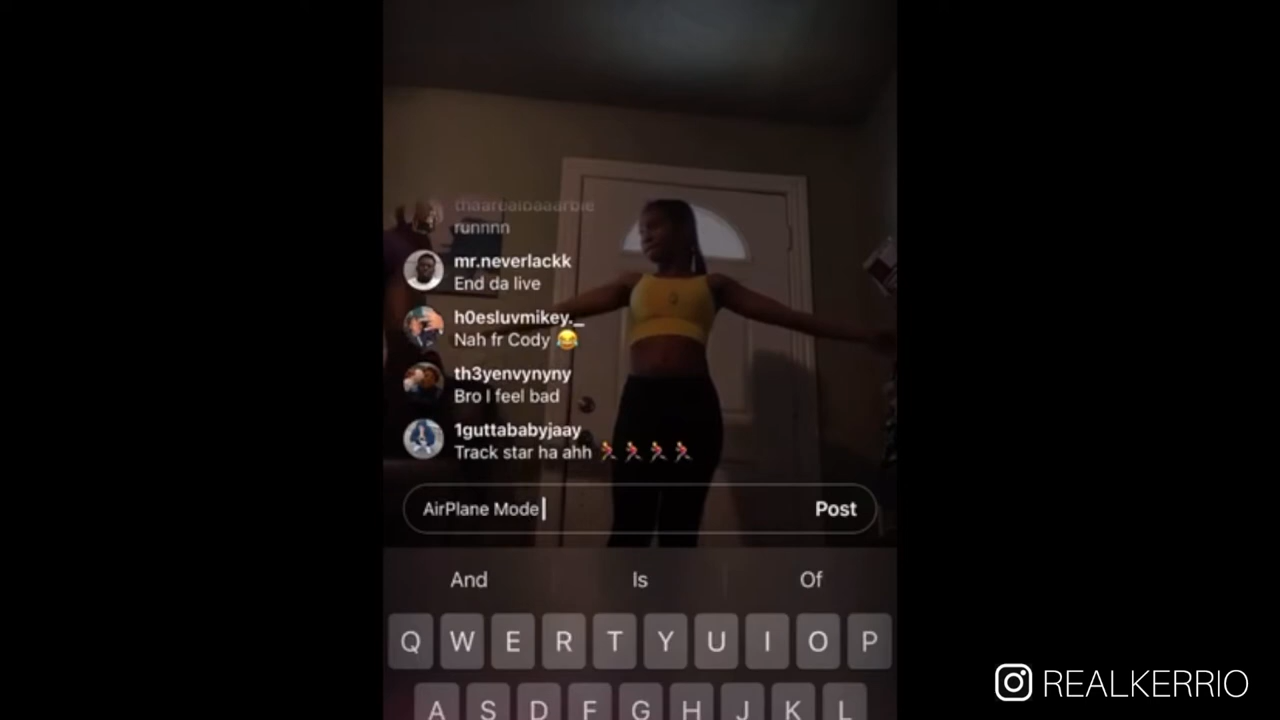 thaarealbaaarbie
runnnn
mr.neverlackk
End da live
h0esluvmikey._
Nah fr Cody 😂
th3yenvynyny
Bro I feel bad
1guttababyjaay
Track star ha ahh 🏃🏃🏃🏃
AirPlane Mode Post
And Is Of
Q W E R T Y U I O P
A S D F G H J K L
REALKERRIO